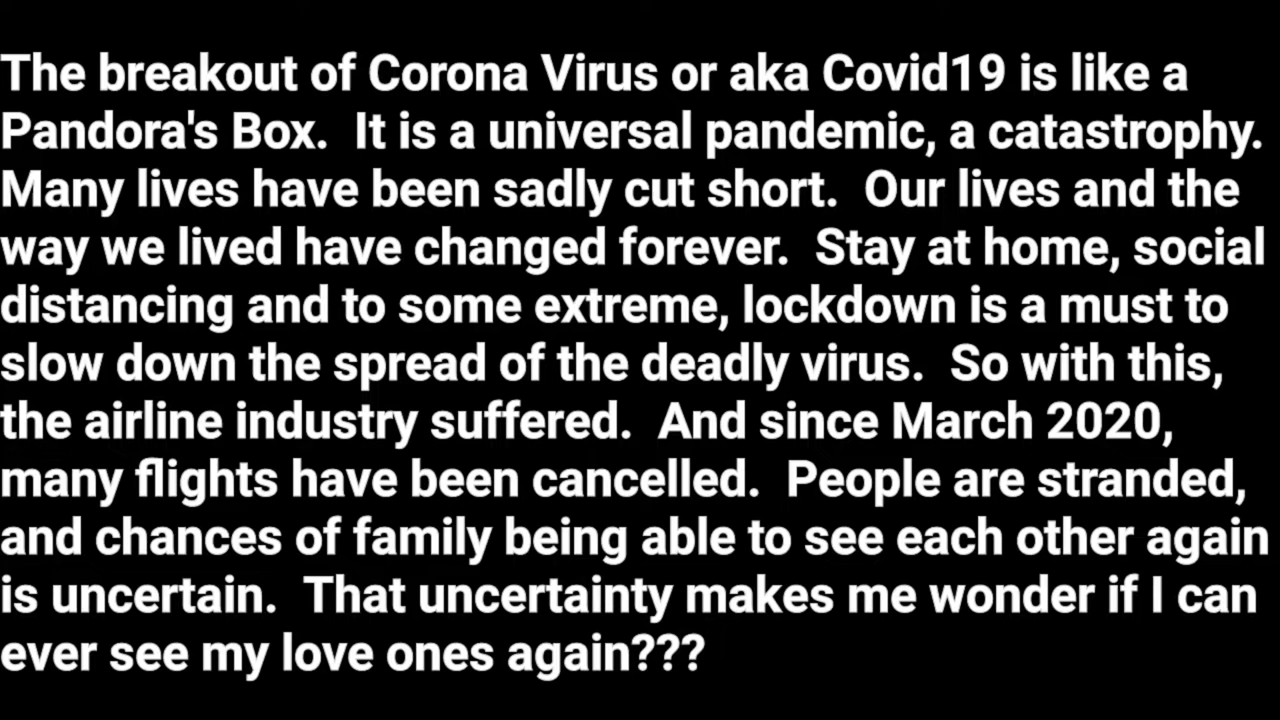 The breakout of Corona Virus or aka Covid19 is like a
Pandora's Box.  It is a universal pandemic, a catastrophy.
Many lives have been sadly cut short.  Our lives and the
way we lived have changed forever.  Stay at home, social
distancing and to some extreme, lockdown is a must to
slow down the spread of the deadly virus.  So with this,
the airline industry suffered.  And since March 2020,
many flights have been cancelled.  People are stranded,
and chances of family being able to see each other again
is uncertain.  That uncertainty makes me wonder if I can
ever see my love ones again???